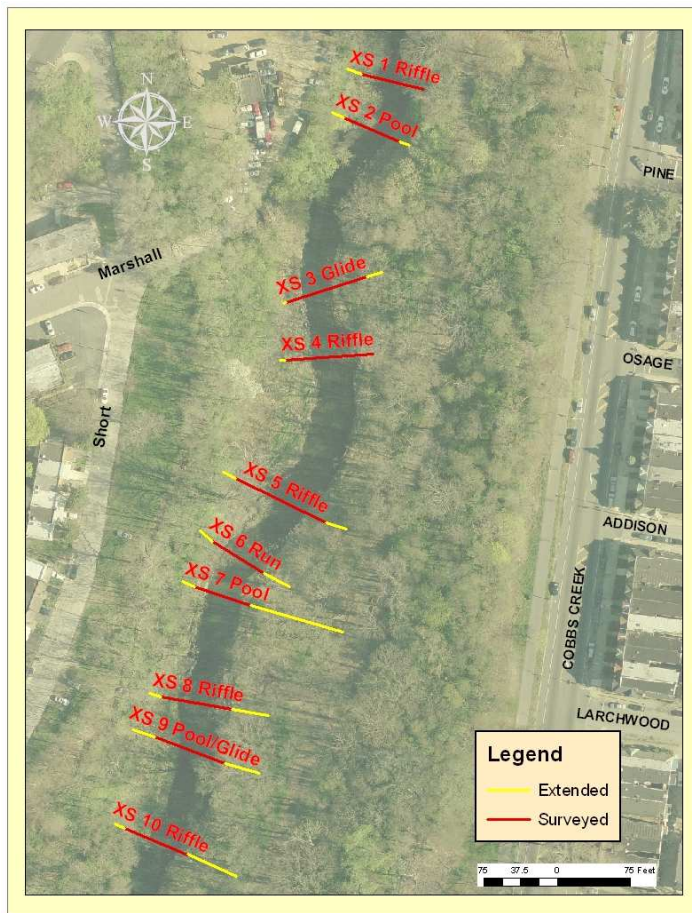 XS 1 Riffle
N
W E
S
XS 2 Pool
PINE
Marshall
XS 3 Glide
XS 4 Riffle
OSAGE
Short
XS 5 Riffle
ADDISON
XS 6 Run
XS 7 Pool
COBBS CREEK
XS 8 Riffle
LARCHWOOD
XS 9 Pool/Glide
Legend
Extended
Surveyed
XS 10 Riffle
75 37.5 0 75 Feet